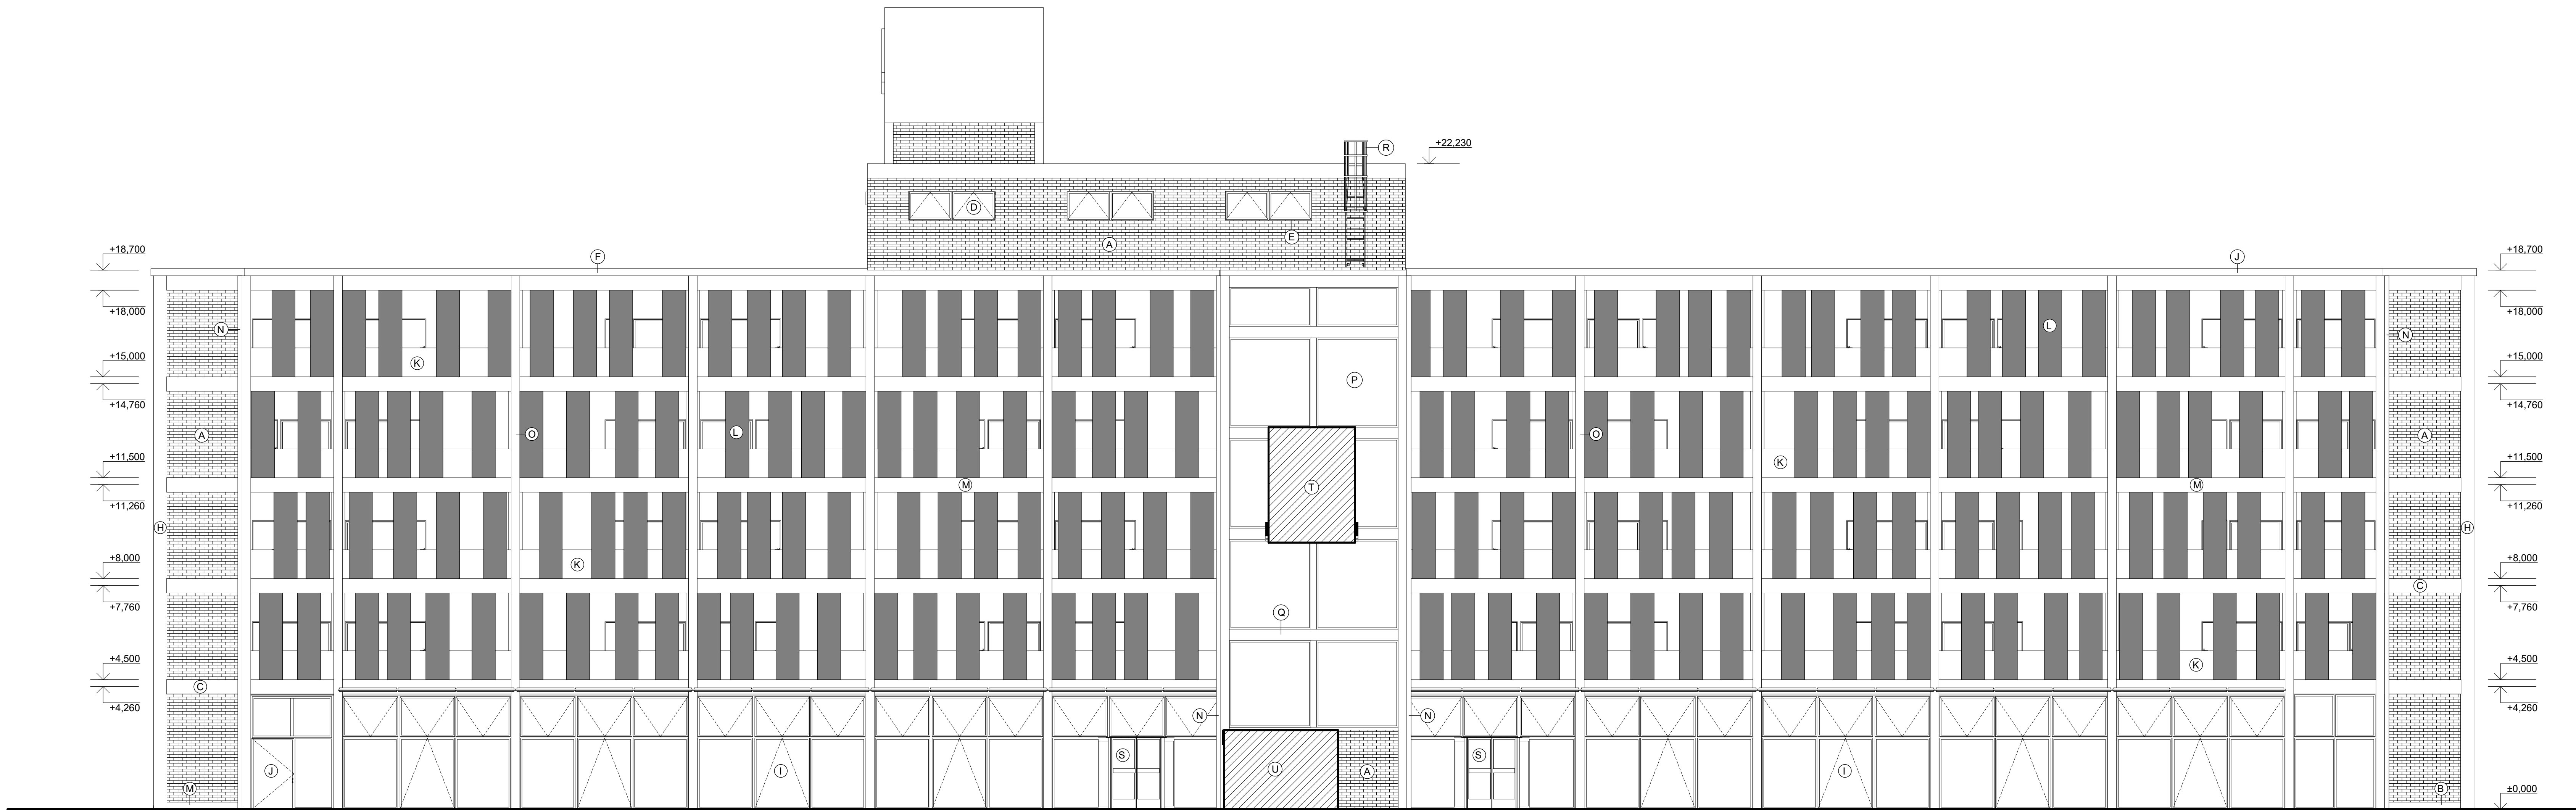 R
+22,230
D
A
E
+18,700
F
J
+18,700
+18,000
N
L
N
+18,000
+15,000
K
P
+15,000
+14,760
A
O
L
O
A
+14,760
+11,500
K
+11,500
M
T
M
+11,260
H
H
+11,260
+8,000
K
+8,000
C
+7,760
Q
+7,760
+4,500
K
+4,500
C
+4,260
N
N
+4,260
S
S
J
I
U
A
I
M
B
±0,000